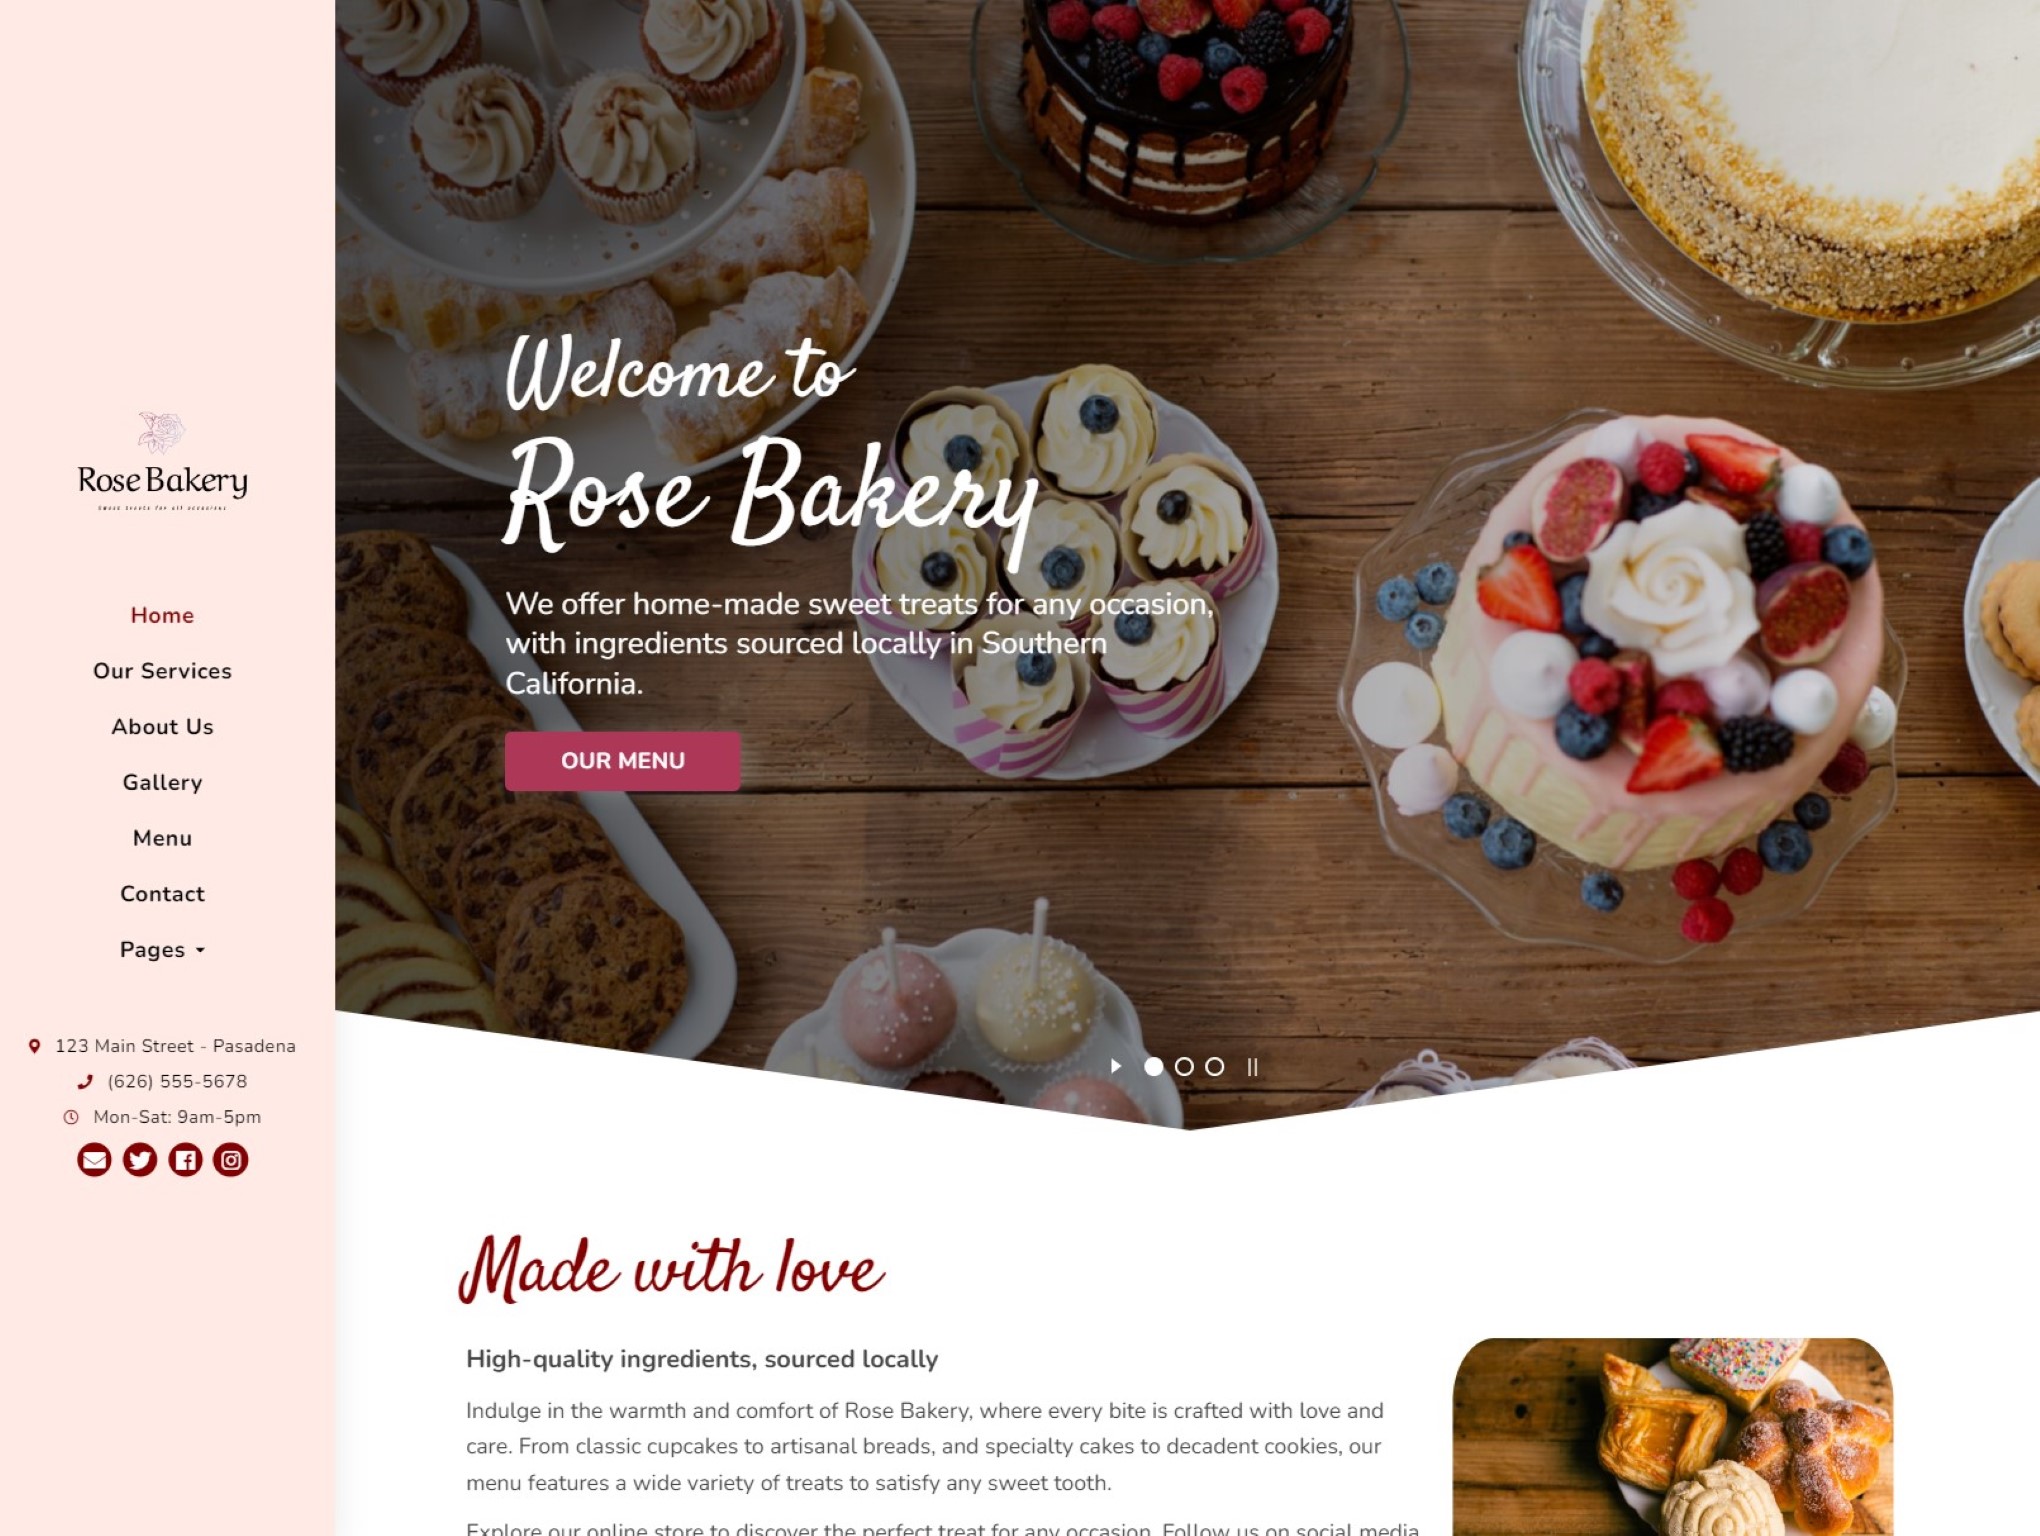 Rose Bakery
Sweet treats for all occasions
Home
Our Services
About Us
Gallery
Menu
Contact
Pages
123 Main Street - Pasadena
(626) 555-5678
Mon-Sat: 9am-5pm
Welcome to
Rose Bakery
We offer home-made sweet treats for any occasion,
with ingredients sourced locally in Southern
California.
OUR MENU
Made with love
High-quality ingredients, sourced locally
Indulge in the warmth and comfort of Rose Bakery, where every bite is crafted with love and
care. From classic cupcakes to artisanal breads, and specialty cakes to decadent cookies, our
menu features a wide variety of treats to satisfy any sweet tooth.
Explore our online store to discover the perfect treat for any occasion. Follow us on social media